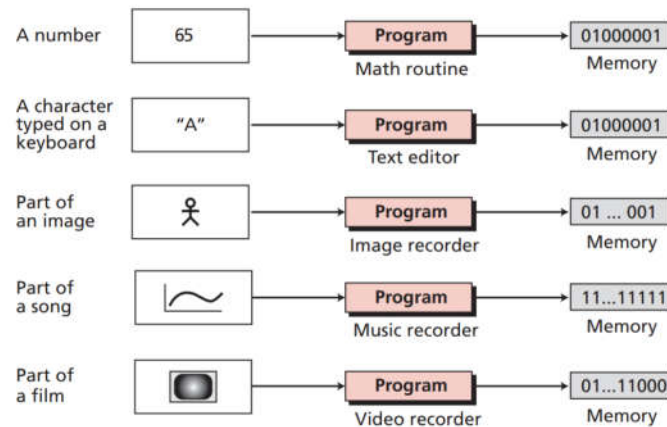 A number
65
Program
Math routine
01000001
Memory
A character
typed on a
keyboard
“A”
Program
Text editor
01000001
Memory
Part of
an image
Program
Image recorder
01 ... 001
Memory
Part of
a song
Program
Music recorder
11...11111
Memory
Part of
a film
Program
Video recorder
01...11000
Memory